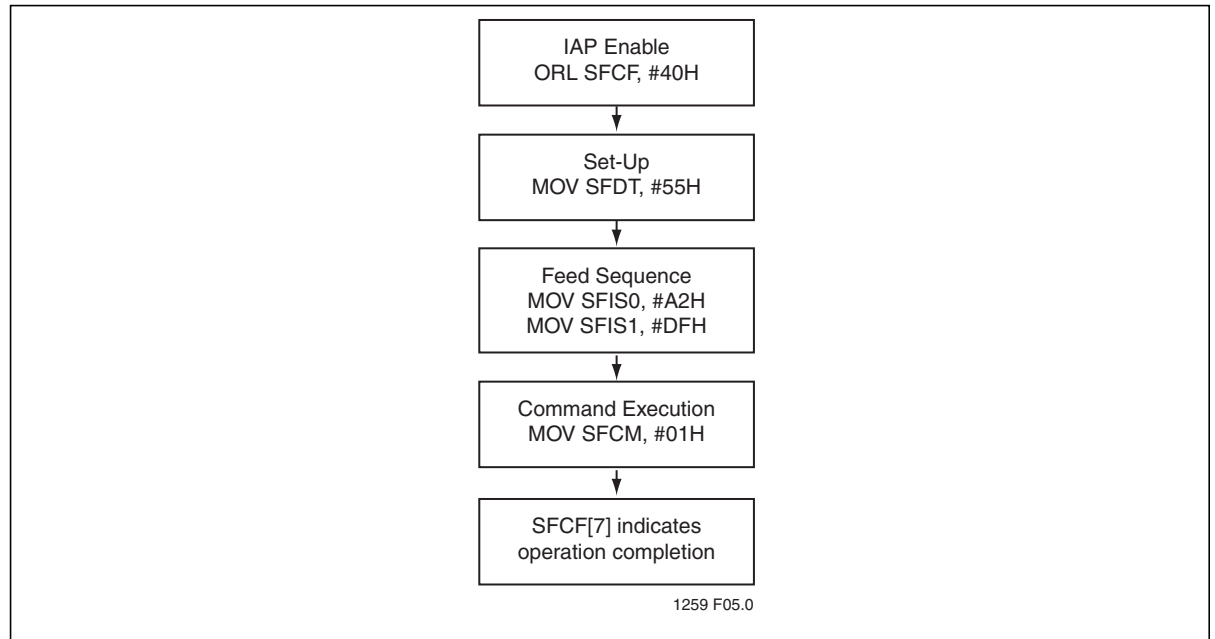 IAP Enable
ORL SFCF, #40H
Set-Up
MOV SFDT, #55H
Feed Sequence
MOV SFIS0, #A2H
MOV SFIS1, #DFH
Command Execution
MOV SFCM, #01H
SFCF[7] indicates
operation completion
1259 F05.0